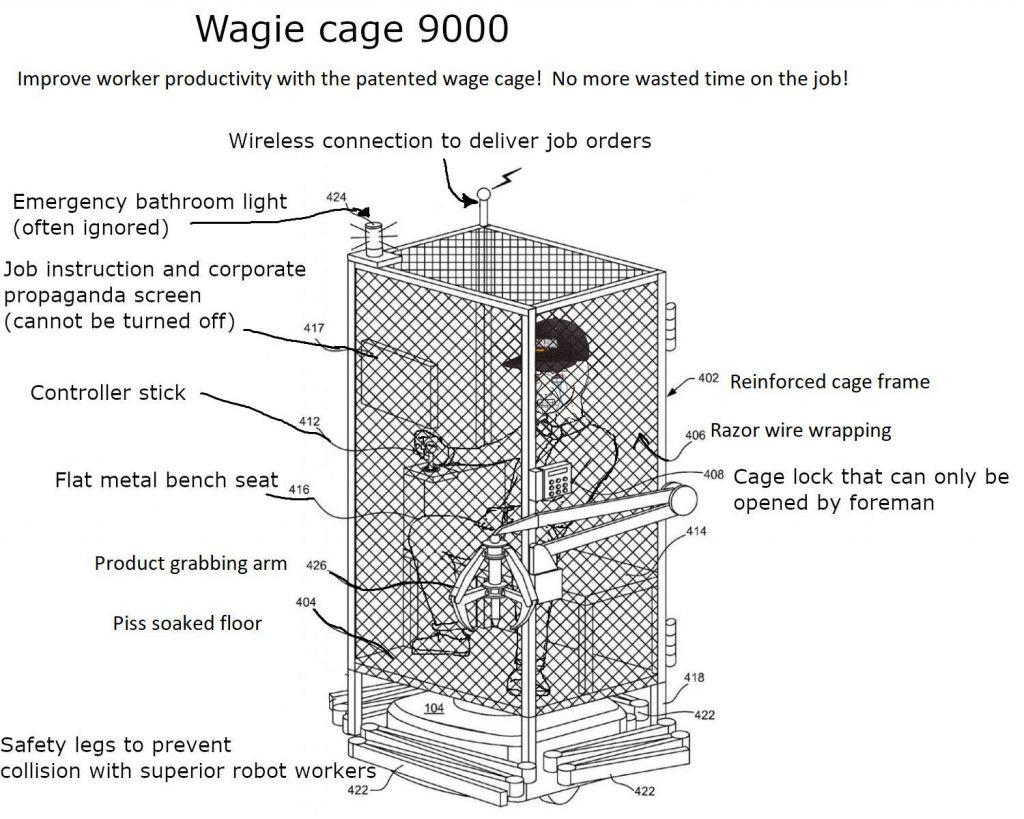 Wagie cage 9000
Improve worker productivity with the patented wage cage! No more wasted time on the job!
Wireless connection to deliver job orders
Emergency bathroom light
(often ignored)
424
Job instruction and corporate
propaganda screen
(cannot be turned off)
417
Controller stick
412
402 Reinforced cage frame
406 Razor wire wrapping
Flat metal bench seat
416
408 Cage lock that can only be
opened by foreman
414
Product grabbing arm
426
404
Piss soaked floor
418
104
422
Safety legs to prevent
collision with superior robot workers
422
422